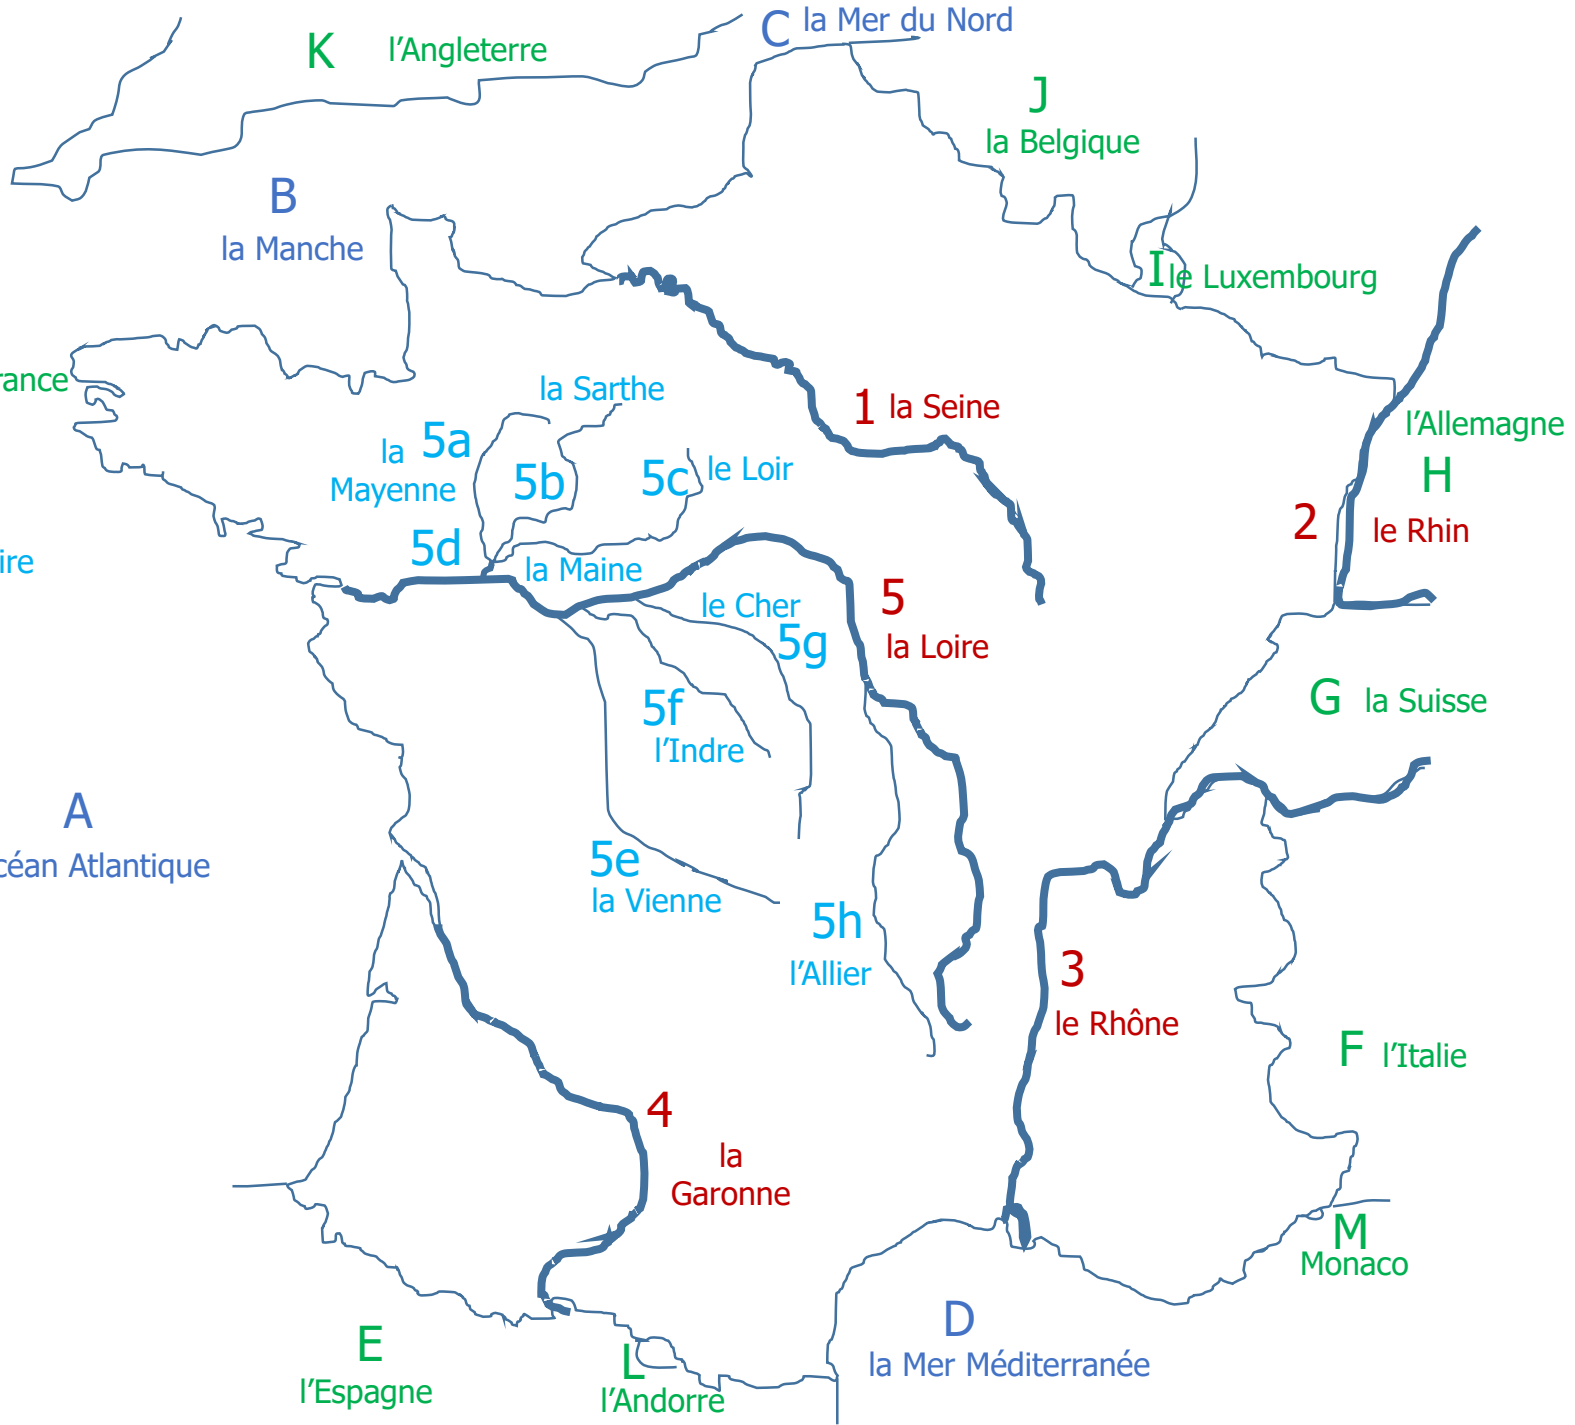 C la Mer du Nord
K l'Angleterre
J
la Belgique
B
la Manche
I le Luxembourg
rance
la Sarthe
1 la Seine
l'Allemagne
la 5a
Mayenne
5b
5c le Loir
H
2 le Rhin
5d
ire
la Maine
5
la Loire
le Cher
5g
5f
l'Indre
G la Suisse
A
céan Atlantique
5e
la Vienne
5h
l'Allier
3
le Rhône
F l'Italie
4
la
Garonne
M
Monaco
D
la Mer Méditerranée
E
l'Espagne
L
l'Andorre